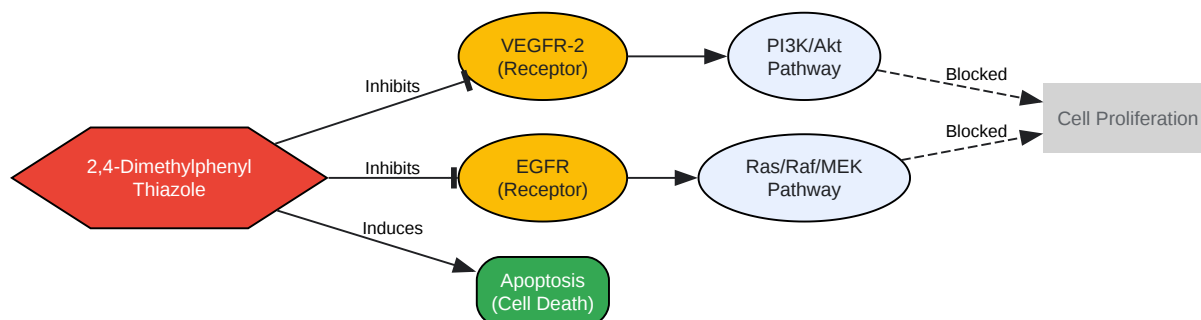 VEGFR-2
(Receptor)
PI3K/Akt
Pathway
Inhibits
Blocked
Cell Proliferation
Blocked
2,4-Dimethylphenyl
Thiazole
Inhibits
EGFR
(Receptor)
Ras/Raf/MEK
Pathway
Induces
Apoptosis
(Cell Death)